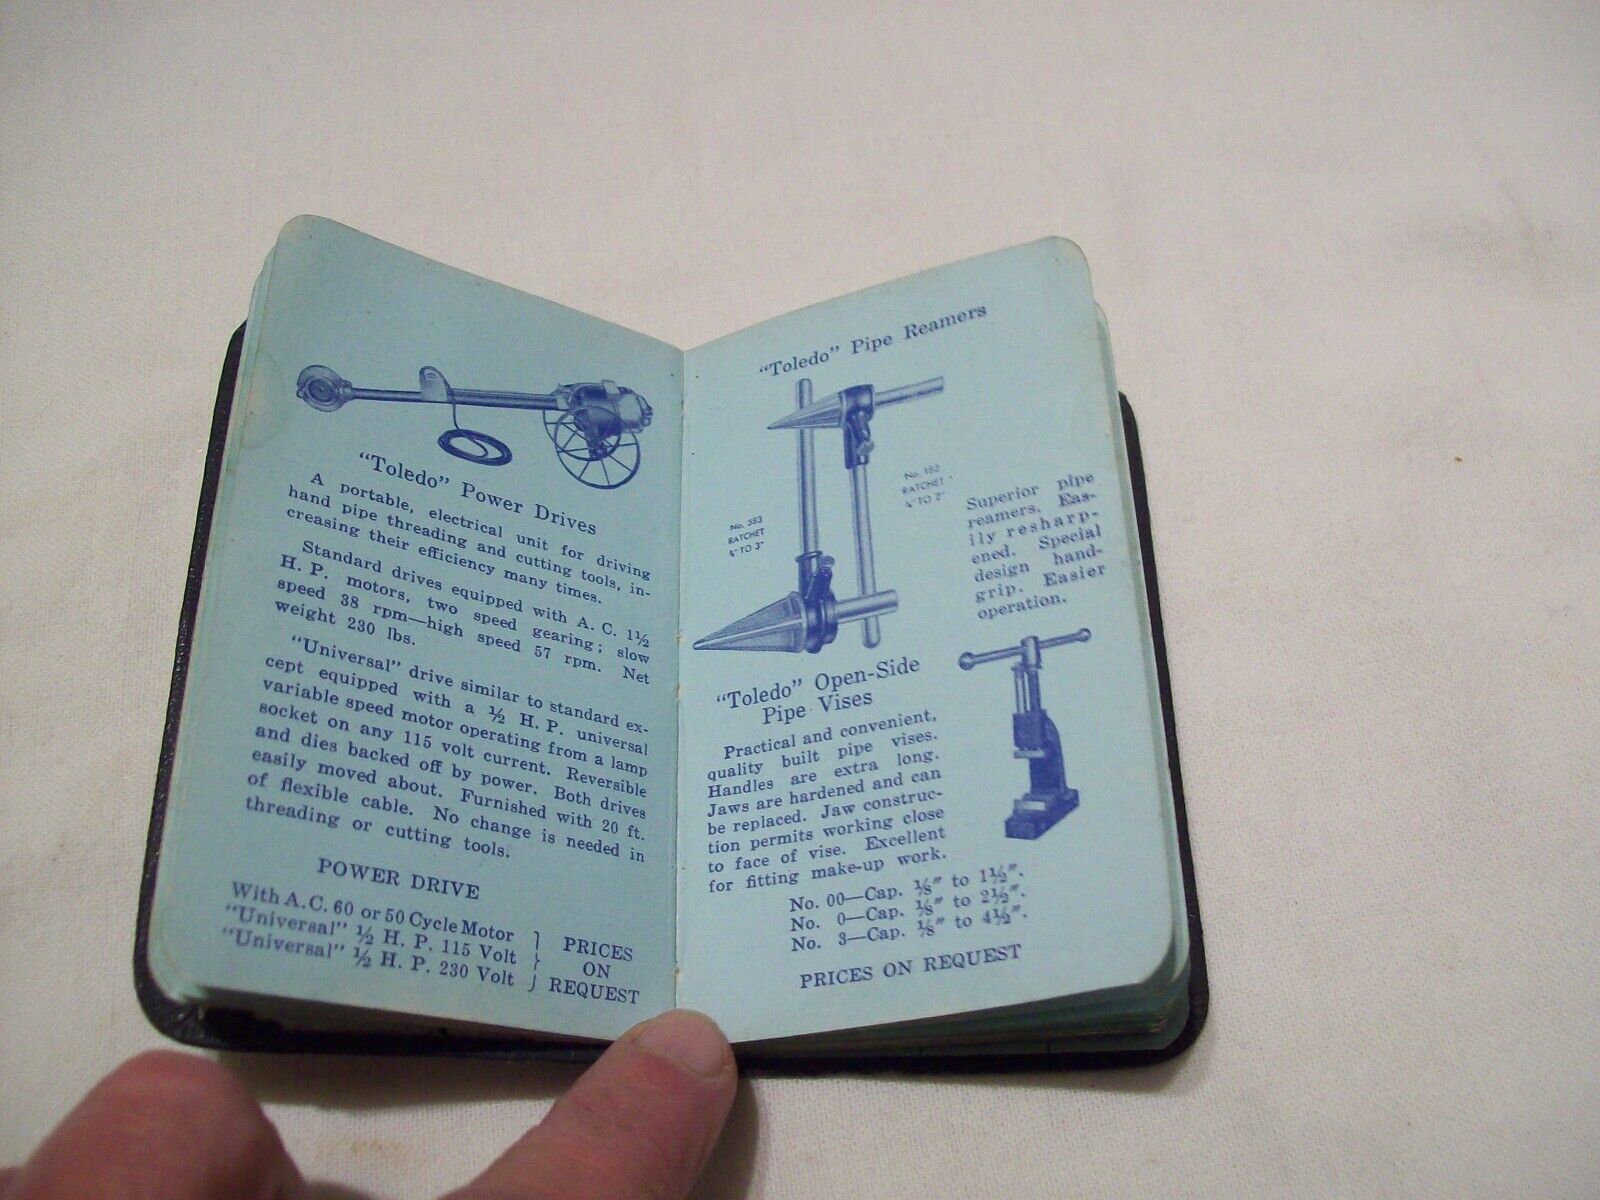 "Toledo" Power Drives
A portable, electrical unit for driving
hand pipe threading and cutting tools, in-
creasing their efficiency many times.
Standard drives equipped with A. C. 1½
H. P. motors, two speed gearing; slow
speed 38 rpm—high speed 57 rpm. Net
weight 230 lbs.
"Universal" drive similar to standard ex-
cept equipped with a ½ H. P. universal
variable speed motor operating from a lamp
socket on any 115 volt current. Reversible
and dies backed off by power. Both drives
easily moved about. Furnished with 20 ft.
of flexible cable. No change is needed in
threading or cutting tools.
POWER DRIVE
With A.C. 60 or 50 Cycle Motor
"Universal" ½ H. P. 115 Volt
"Universal" ½ H. P. 230 Volt
PRICES
ON
REQUEST
"Toledo" Pipe Reamers
No. 182
RATCHET
TO 2"
No. 383
RATCHET
TO 3"
Superior pipe
reamers. Eas-
ily resharp-
ened. Special
design hand-
grip. Easier
operation.
"Toledo" Open-Side
Pipe Vises
Practical and convenient,
quality built pipe vises.
Handles are extra long.
Jaws are hardened and can
be replaced. Jaw construc-
tion permits working close
to face of vise. Excellent
for fitting make-up work.
No. 00—Cap. ⅛" to 1½".
No. 0—Cap. ⅛" to 2½".
No. 3—Cap. ⅛" to 4½".
PRICES ON REQUEST